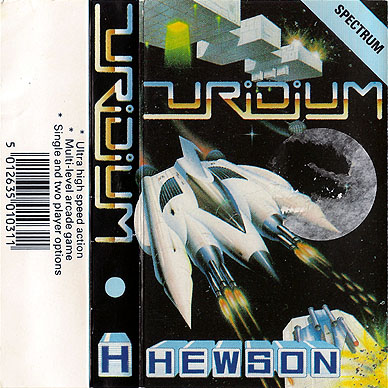 * Ultra high speed action
* Multi-level arcade game
* Single and two player options
5 012635 010311
URIDIUM
H
SPECTRUM
URIDIUM
HEWSON